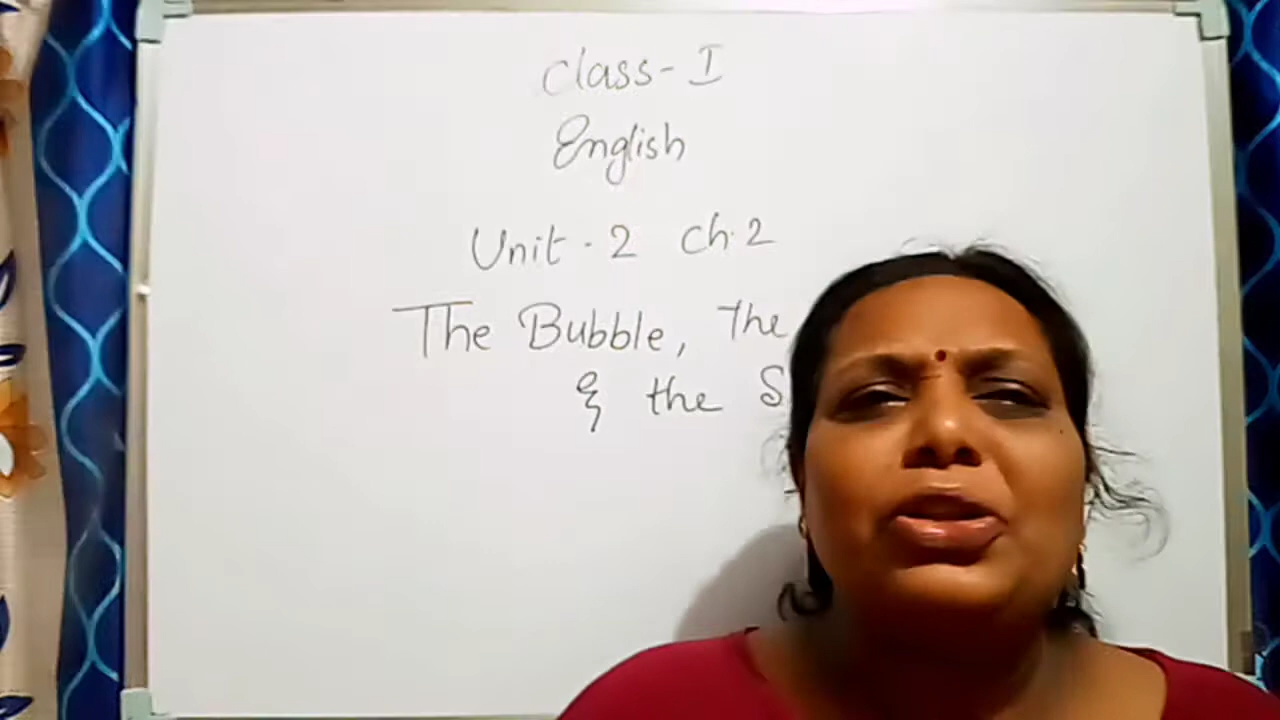 Class - I
English
Unit - 2 Ch. 2
The Bubble, The
& the S